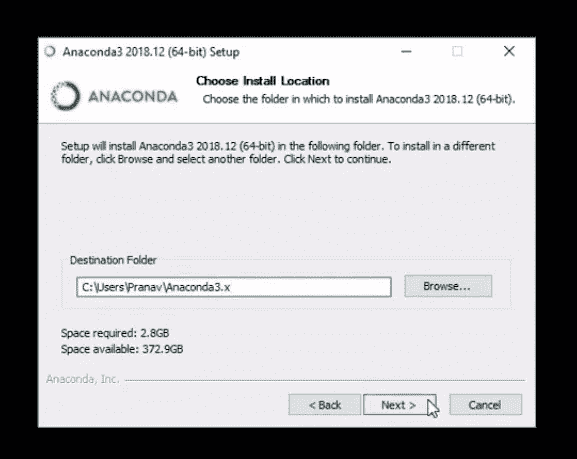 Anaconda3 2018.12 (64-bit) Setup
Choose Install Location
ANACONDA
Choose the folder in which to install Anaconda3 2018.12 (64-bit).
Setup will install Anaconda3 2018.12 (64-bit) in the following folder. To install in a different
folder, click Browse and select another folder. Click Next to continue.
Destination Folder
C:\Users\Pranav\Anaconda3.x
Browse...
Space required: 2.8GB
Space available: 372.9GB
Anaconda, Inc.
< Back
Next >
Cancel